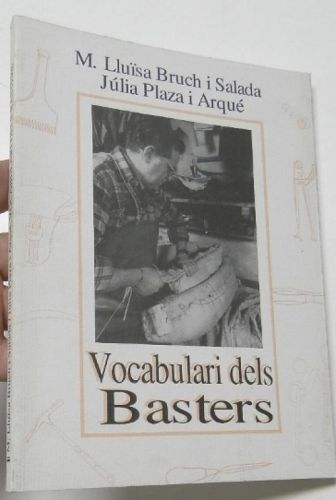 M. Lluïsa Bruch i Salada
Júlia Plaza i Arqué
Vocabulari dels
Basters